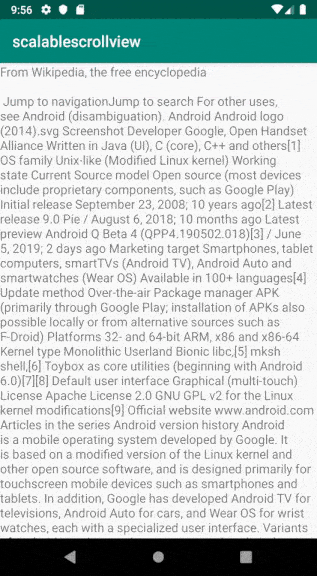 9:56
scalablescrollview
From Wikipedia, the free encyclopedia
Jump to navigationJump to search For other uses,
see Android (disambiguation). Android Android logo
(2014).svg Screenshot Developer Google, Open Handset
Alliance Written in Java (UI), C (core), C++ and others[1]
OS family Unix-like (Modified Linux kernel) Working
state Current Source model Open source (most devices
include proprietary components, such as Google Play)
Initial release September 23, 2008; 10 years ago[2] Latest
release 9.0 Pie / August 6, 2018; 10 months ago Latest
preview Android Q Beta 4 (QPP4.190502.018)[3] / June
5, 2019; 2 days ago Marketing target Smartphones, tablet
computers, smartTVs (Android TV), Android Auto and
smartwatches (Wear OS) Available in 100+ languages[4]
Update method Over-the-air Package manager APK
(primarily through Google Play; installation of APKs also
possible locally or from alternative sources such as
F-Droid) Platforms 32- and 64-bit ARM, x86 and x86-64
Kernel type Monolithic Userland Bionic libc,[5] mksh
shell,[6] Toybox as core utilities (beginning with Android
6.0)[7][8] Default user interface Graphical (multi-touch)
License Apache License 2.0 GNU GPL v2 for the Linux
kernel modifications[9] Official website www.android.com
Articles in the series Android version history Android
is a mobile operating system developed by Google. It
is based on a modified version of the Linux kernel and
other open source software, and is designed primarily for
touchscreen mobile devices such as smartphones and
tablets. In addition, Google has developed Android TV for
televisions, Android Auto for cars, and Wear OS for wrist
watches, each with a specialized user interface. Variants